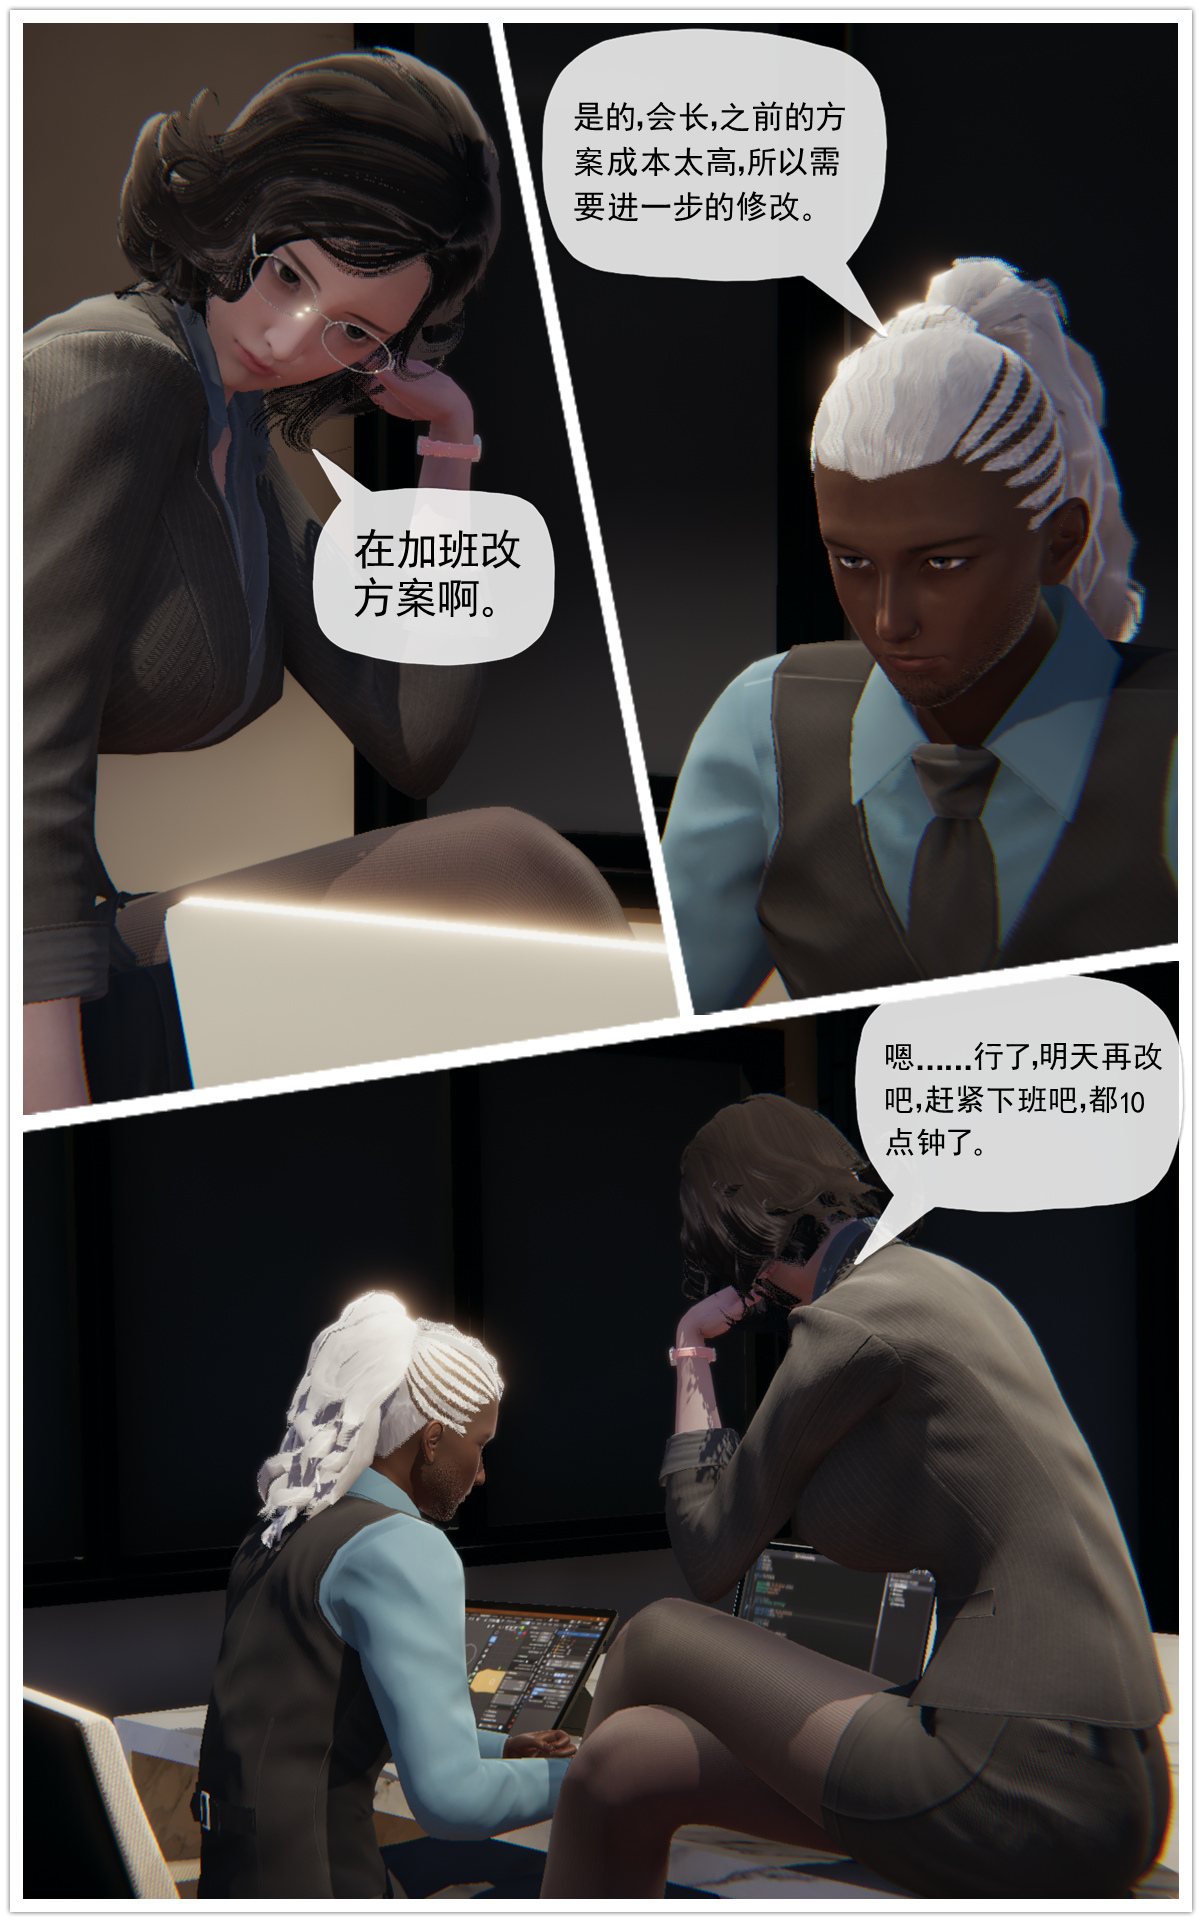 在加班改
方案啊。
是的,会长,之前的方
案成本太高,所以需
要进一步的修改。
嗯……行了,明天再改
吧,赶紧下班吧,都10
点钟了。